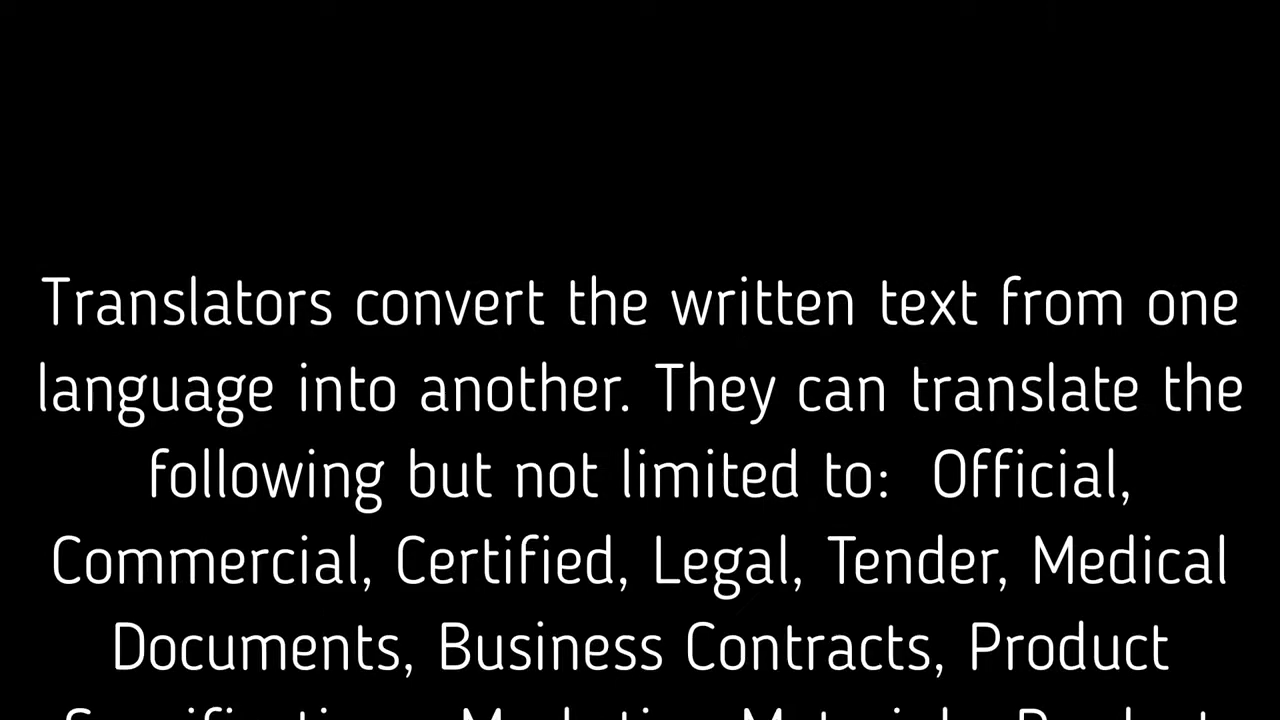 Translators convert the written text from one
language into another. They can translate the
following but not limited to:  Official,
Commercial, Certified, Legal, Tender, Medical
Documents, Business Contracts, Product